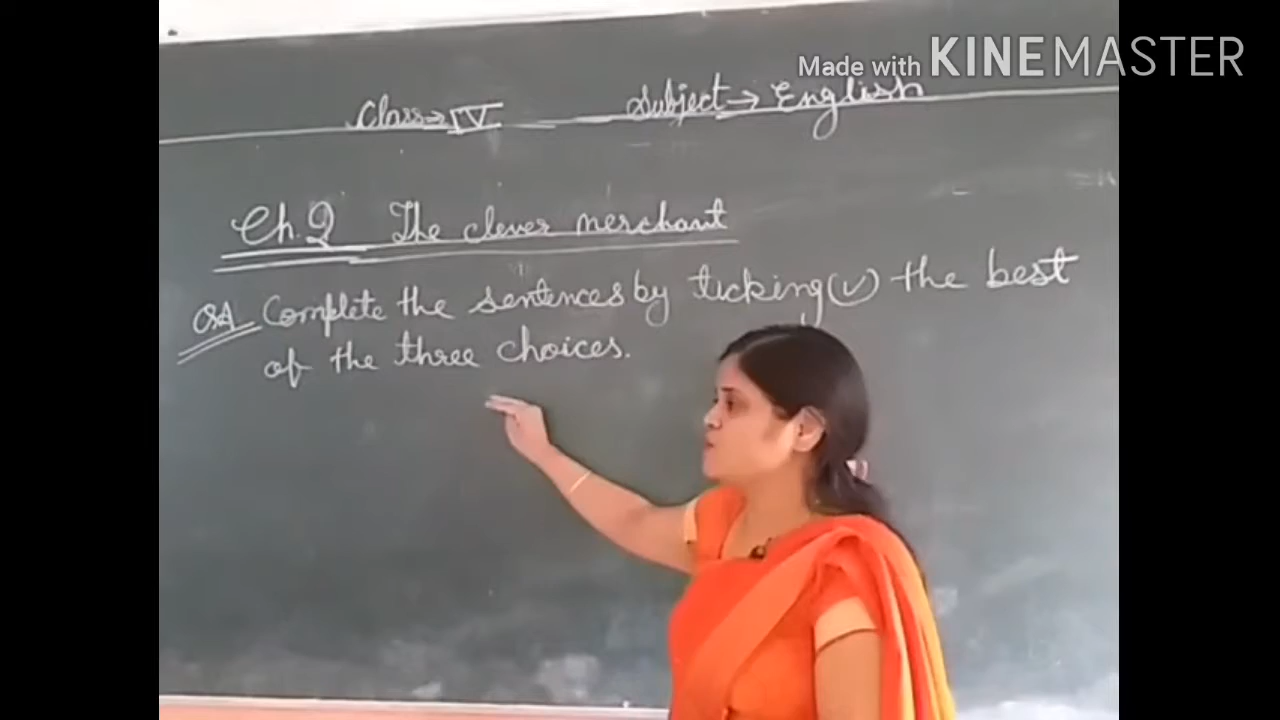 Made with KINEMASTER
Class → IV Subject → English
Ch. 2 The clever merchant
QA Complete the sentences by ticking (✓) the best
of the three choices.